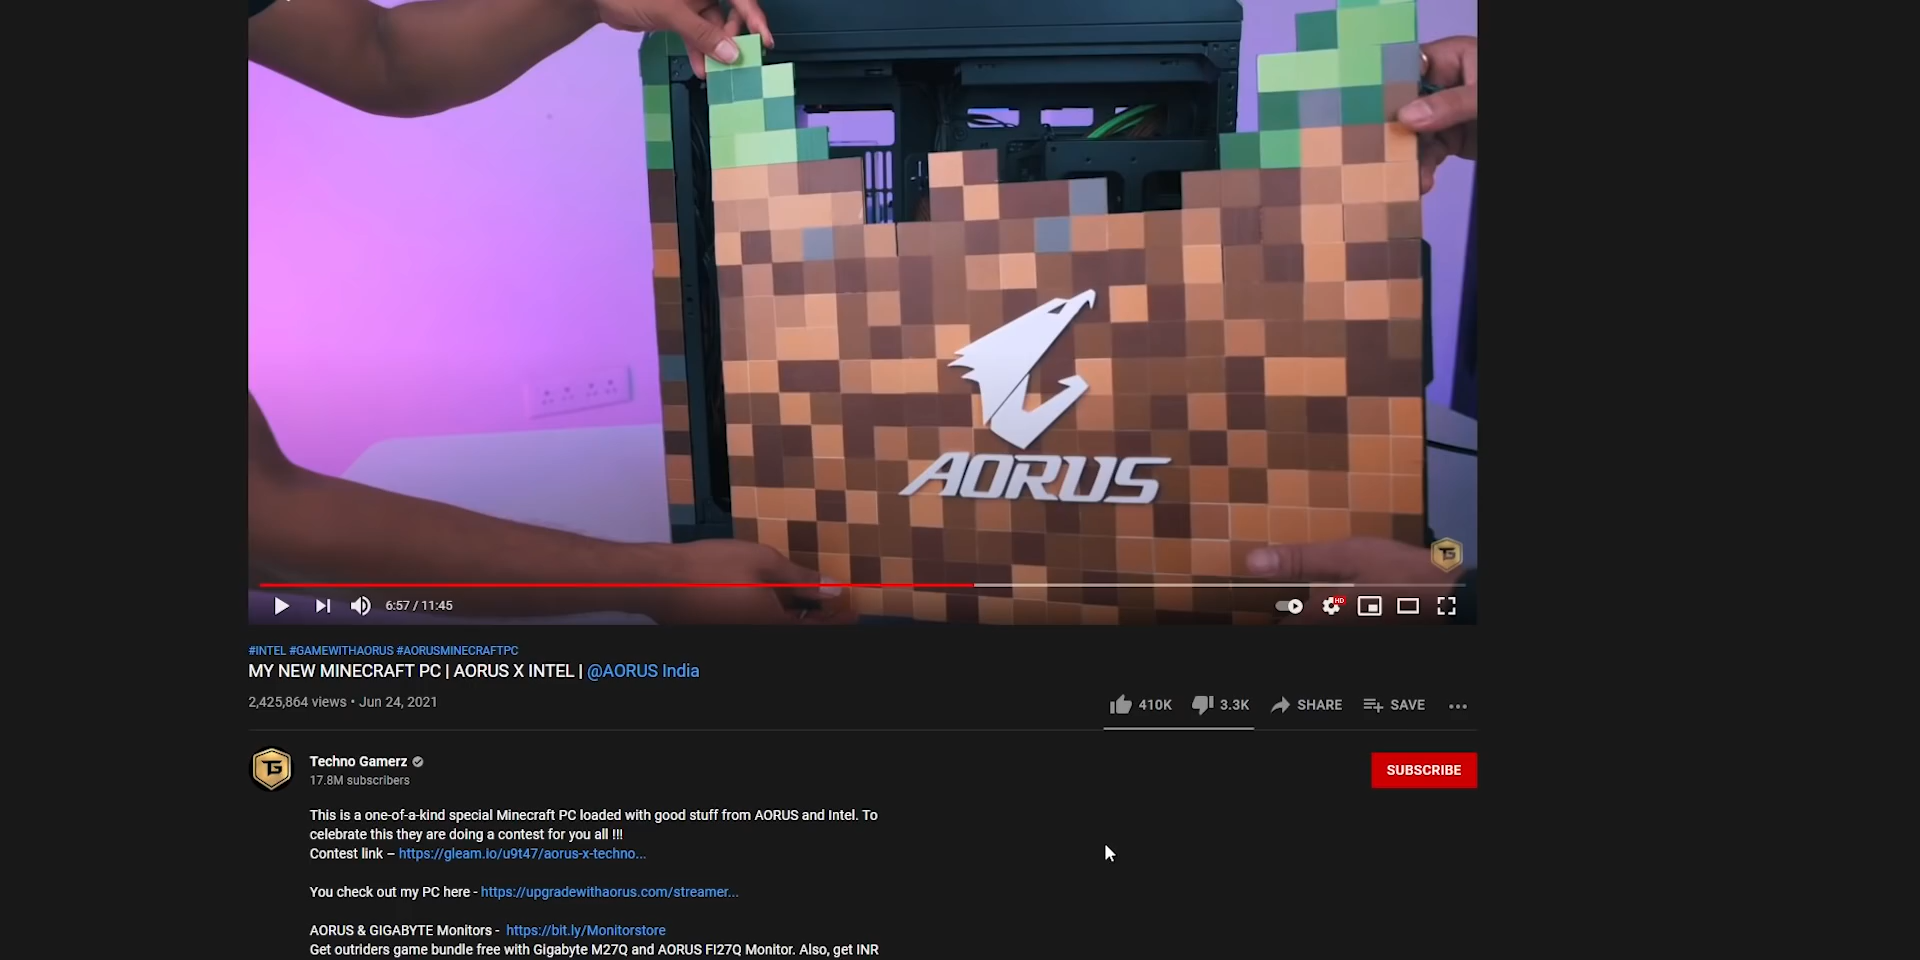 AORUS
TG
HD
6:57 / 11:45
#INTEL #GAMEWITHAORUS #AORUSMINECRAFTPC
MY NEW MINECRAFT PC | AORUS X INTEL | @AORUS India
2,425,864 views • Jun 24, 2021
410K 3.3K SHARE SAVE
TG
Techno Gamerz
17.8M subscribers
SUBSCRIBE
This is a one-of-a-kind special Minecraft PC loaded with good stuff from AORUS and Intel. To
celebrate this they are doing a contest for you all !!!
Contest link – https://gleam.io/u9t47/aorus-x-techno...
You check out my PC here - https://upgradewithaorus.com/streamer...
AORUS & GIGABYTE Monitors - https://bit.ly/Monitorstore
Get outriders game bundle free with Gigabyte M27Q and AORUS FI27Q Monitor. Also, get INR